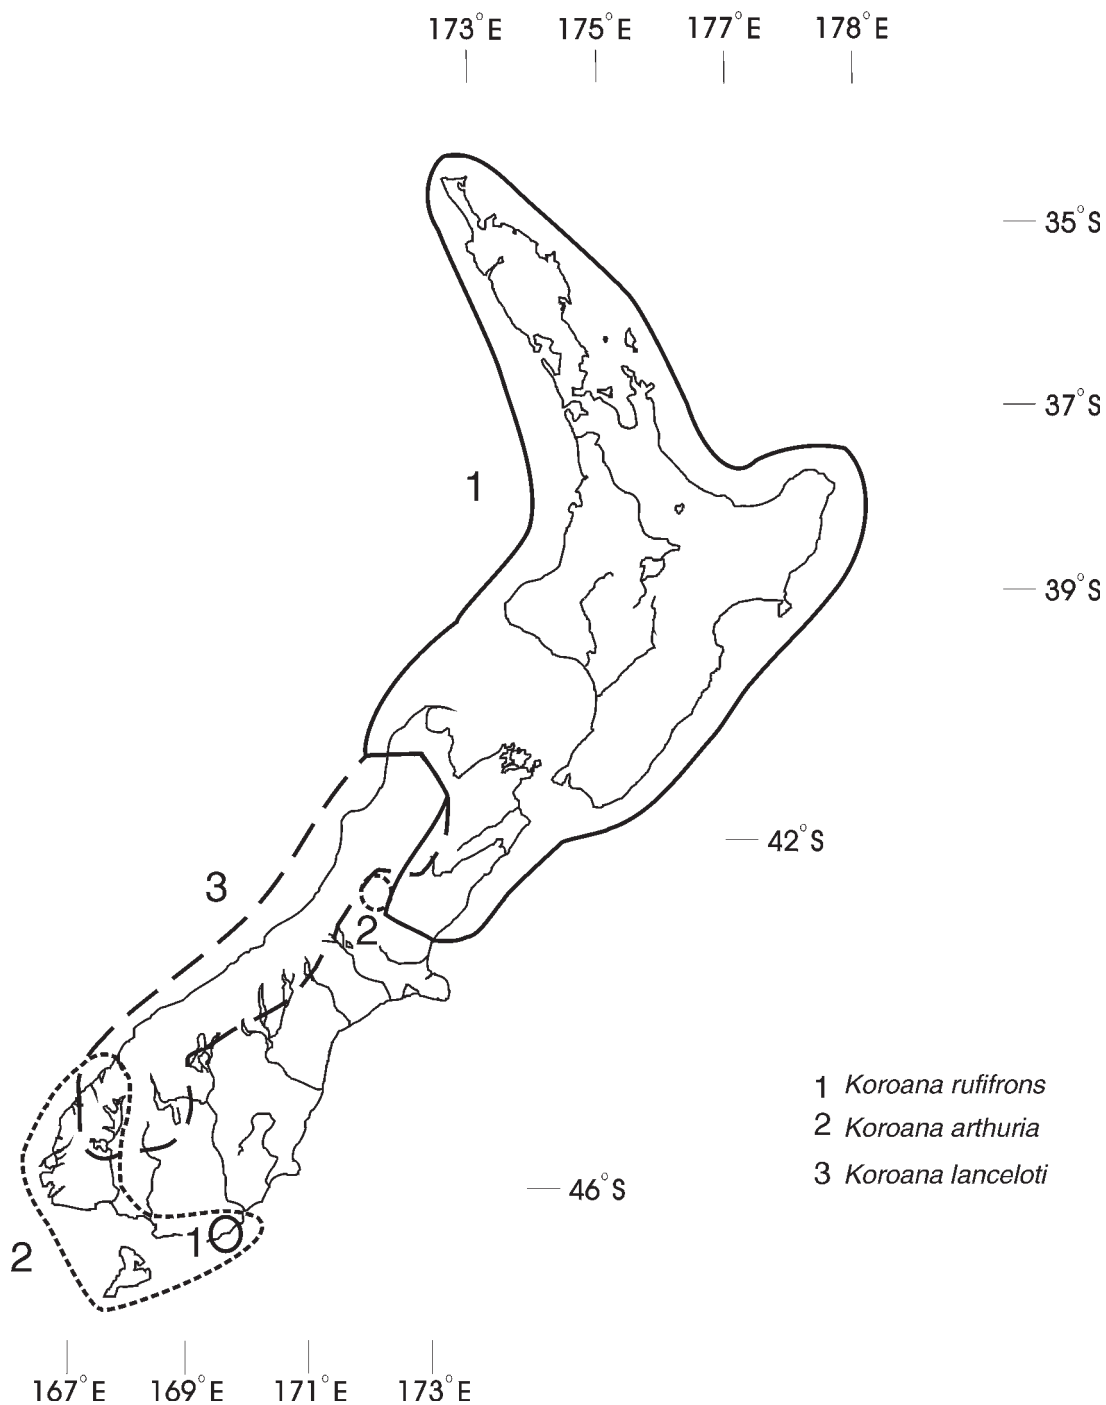 173°E 175°E 177°E 178°E
35°S
37°S
1
39°S
42°S
3
2
1 Koroana rufifrons
2 Koroana arthuria
3 Koroana lanceloti
46°S
1
2
167°E 169°E 171°E 173°E